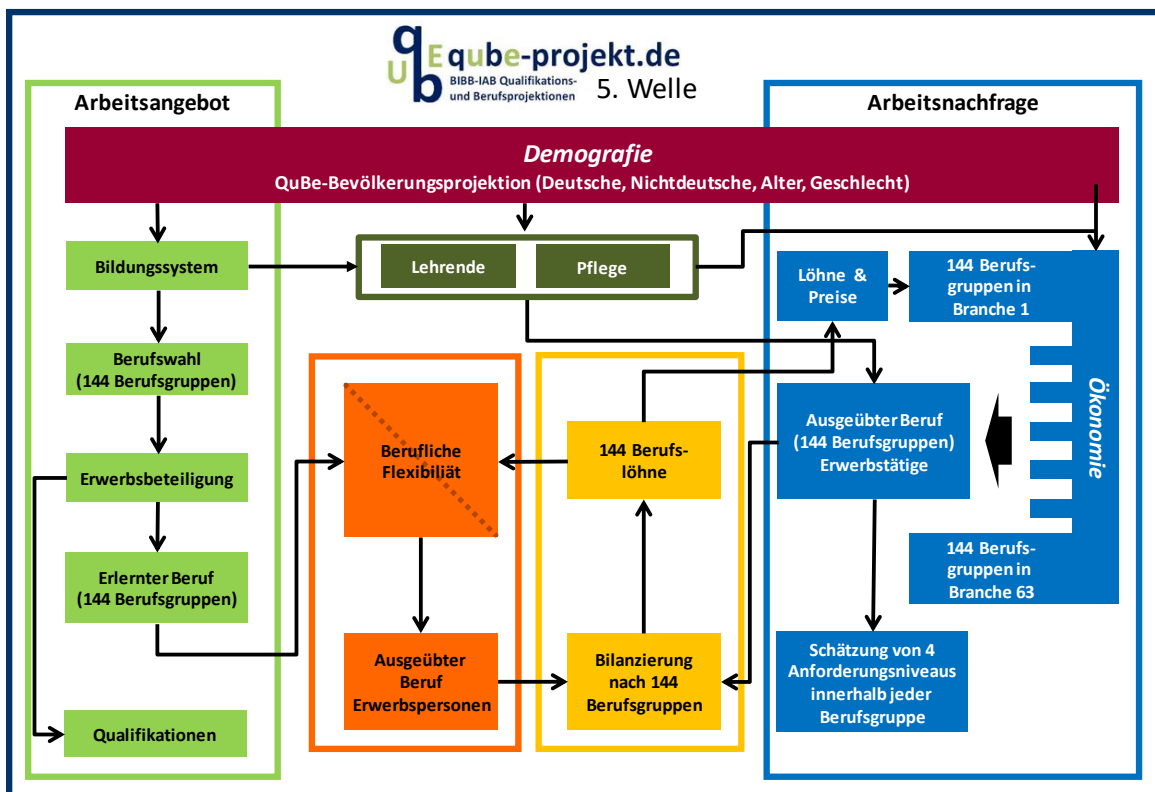 qube
qube-projekt.de
BIBB-IAB Qualifikations-
und Berufsprojektionen
5. Welle
Arbeitsangebot
Arbeitsnachfrage
Demografie
QuBe-Bevölkerungsprojektion (Deutsche, Nichtdeutsche, Alter, Geschlecht)
Bildungssystem
Lehrende
Pflege
Löhne &
Preise
144 Berufs-
gruppen in
Branche 1
Berufswahl
(144 Berufsgruppen)
Berufliche
Flexibiliät
144 Berufs-
löhne
Ausgeübter Beruf
(144 Berufsgruppen)
Erwerbstätige
Ökonomie
Erwerbsbeteiligung
Erlernter Beruf
(144 Berufsgruppen)
144 Berufs-
gruppen in
Branche 63
Ausgeübter
Beruf
Erwerbspersonen
Bilanzierung
nach 144
Berufsgruppen
Schätzung von 4
Anforderungsniveaus
innerhalb jeder
Berufsgruppe
Qualifikationen